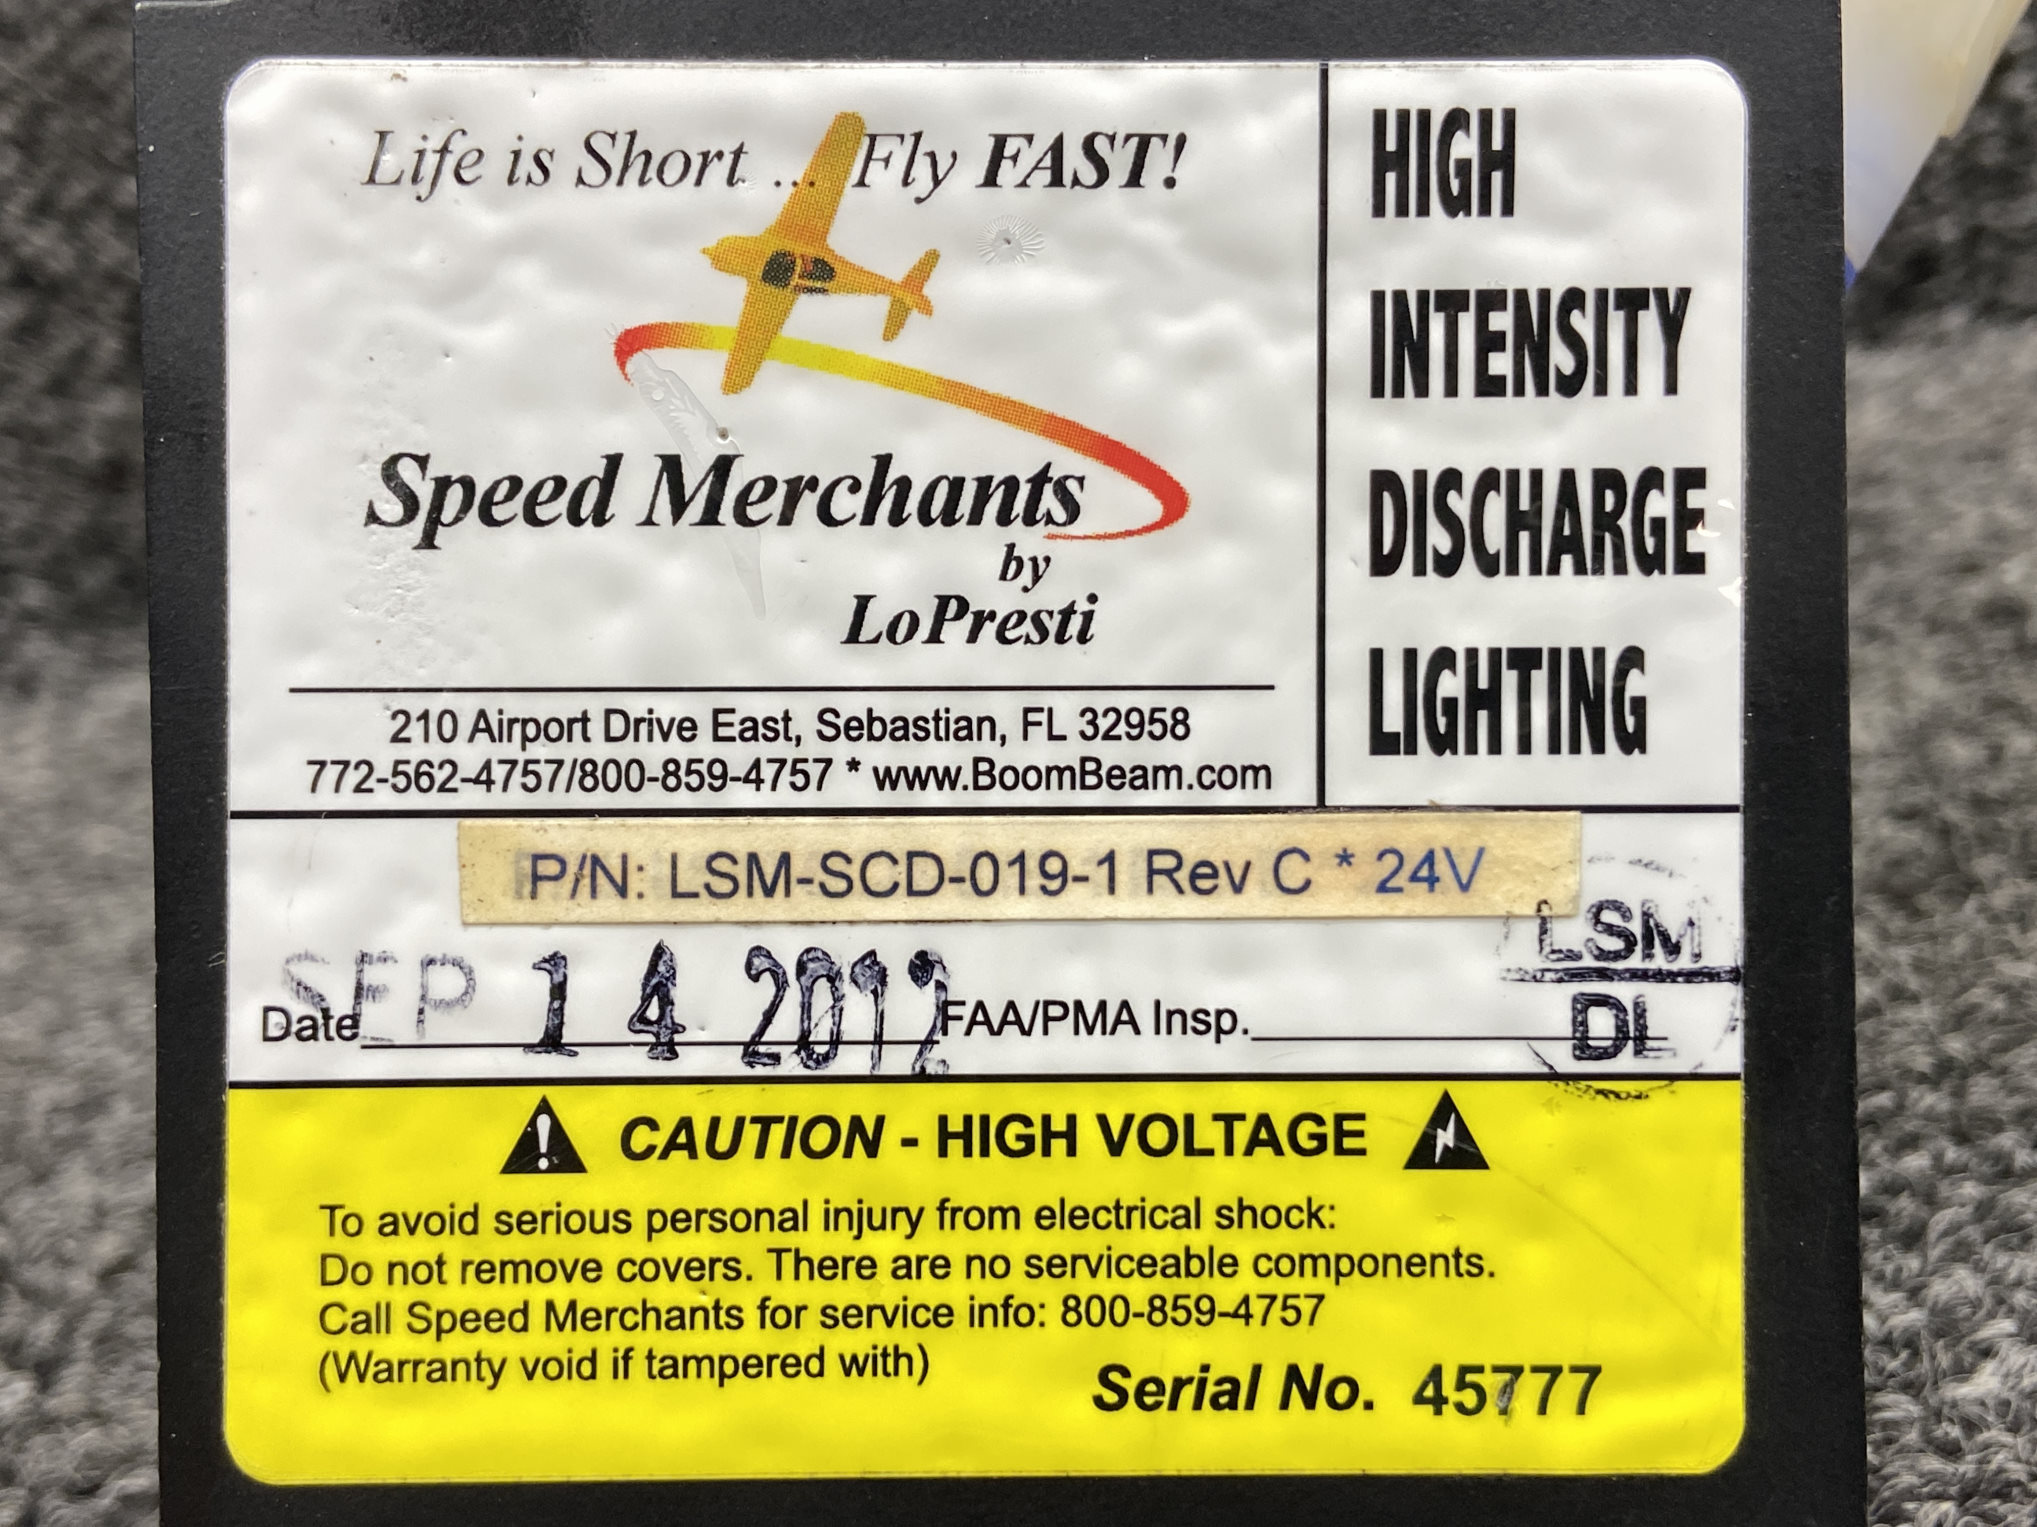 Life is Short ... Fly FAST!
Speed Merchants
by
LoPresti
210 Airport Drive East, Sebastian, FL 32958
772-562-4757/800-859-4757 * www.BoomBeam.com
HIGH
INTENSITY
DISCHARGE
LIGHTING
P/N: LSM-SCD-019-1 Rev C * 24V
Date SEP 14 2012 FAA/PMA Insp.
LSM
DL
CAUTION - HIGH VOLTAGE
To avoid serious personal injury from electrical shock:
Do not remove covers. There are no serviceable components.
Call Speed Merchants for service info: 800-859-4757
(Warranty void if tampered with)
Serial No. 45777